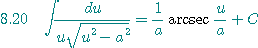 8.20 ∫ du / (u√(u² − a²)) = 1/a arcsec u/a + C